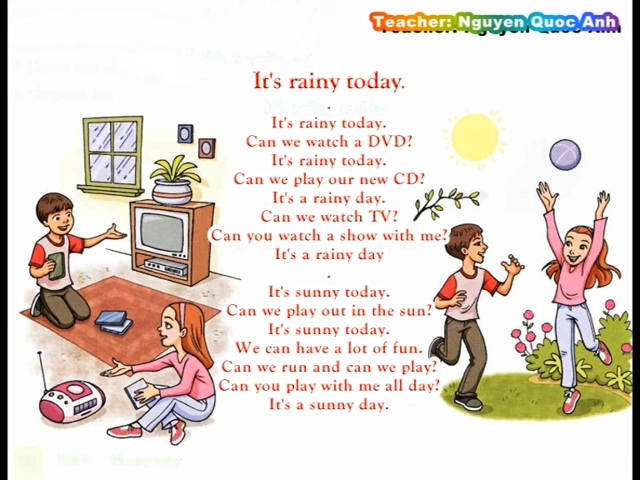 Teacher: Nguyen Quoc Anh
It's rainy today.
.
It's rainy today.
Can we watch a DVD?
It's rainy today.
Can we play our new CD?
It's a rainy day.
Can we watch TV?
Can you watch a show with me?
It's a rainy day
.
It's sunny today.
Can we play out in the sun?
It's sunny today.
We can have a lot of fun.
Can we run and can we play?
Can you play with me all day?
It's a sunny day.